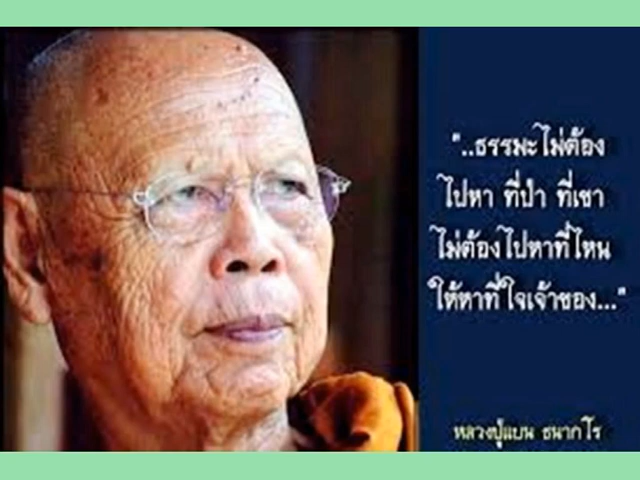 "..ธรรมะไม่ต้อง
ไปหา ที่ป่า ที่เขา
ไม่ต้องไปหาที่ไหน
ให้หาที่ใจเจ้าของ..."
หลวงปู่แบน ธนากโร